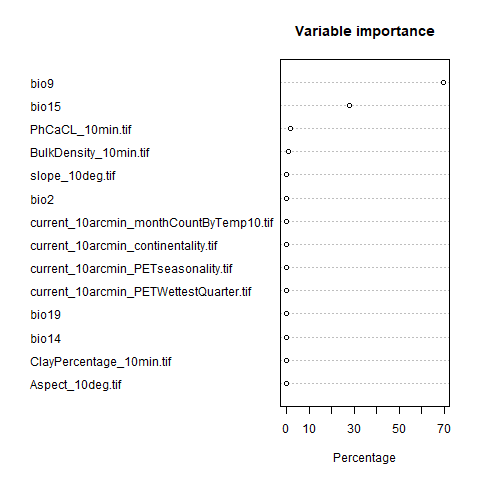 Variable importance
bio9
bio15
PhCaCL_10min.tif
BulkDensity_10min.tif
slope_10deg.tif
bio2
current_10arcmin_monthCountByTemp10.tif
current_10arcmin_continentality.tif
current_10arcmin_PETseasonality.tif
current_10arcmin_PETWettestQuarter.tif
bio19
bio14
ClayPercentage_10min.tif
Aspect_10deg.tif
0 10 30 50 70
Percentage